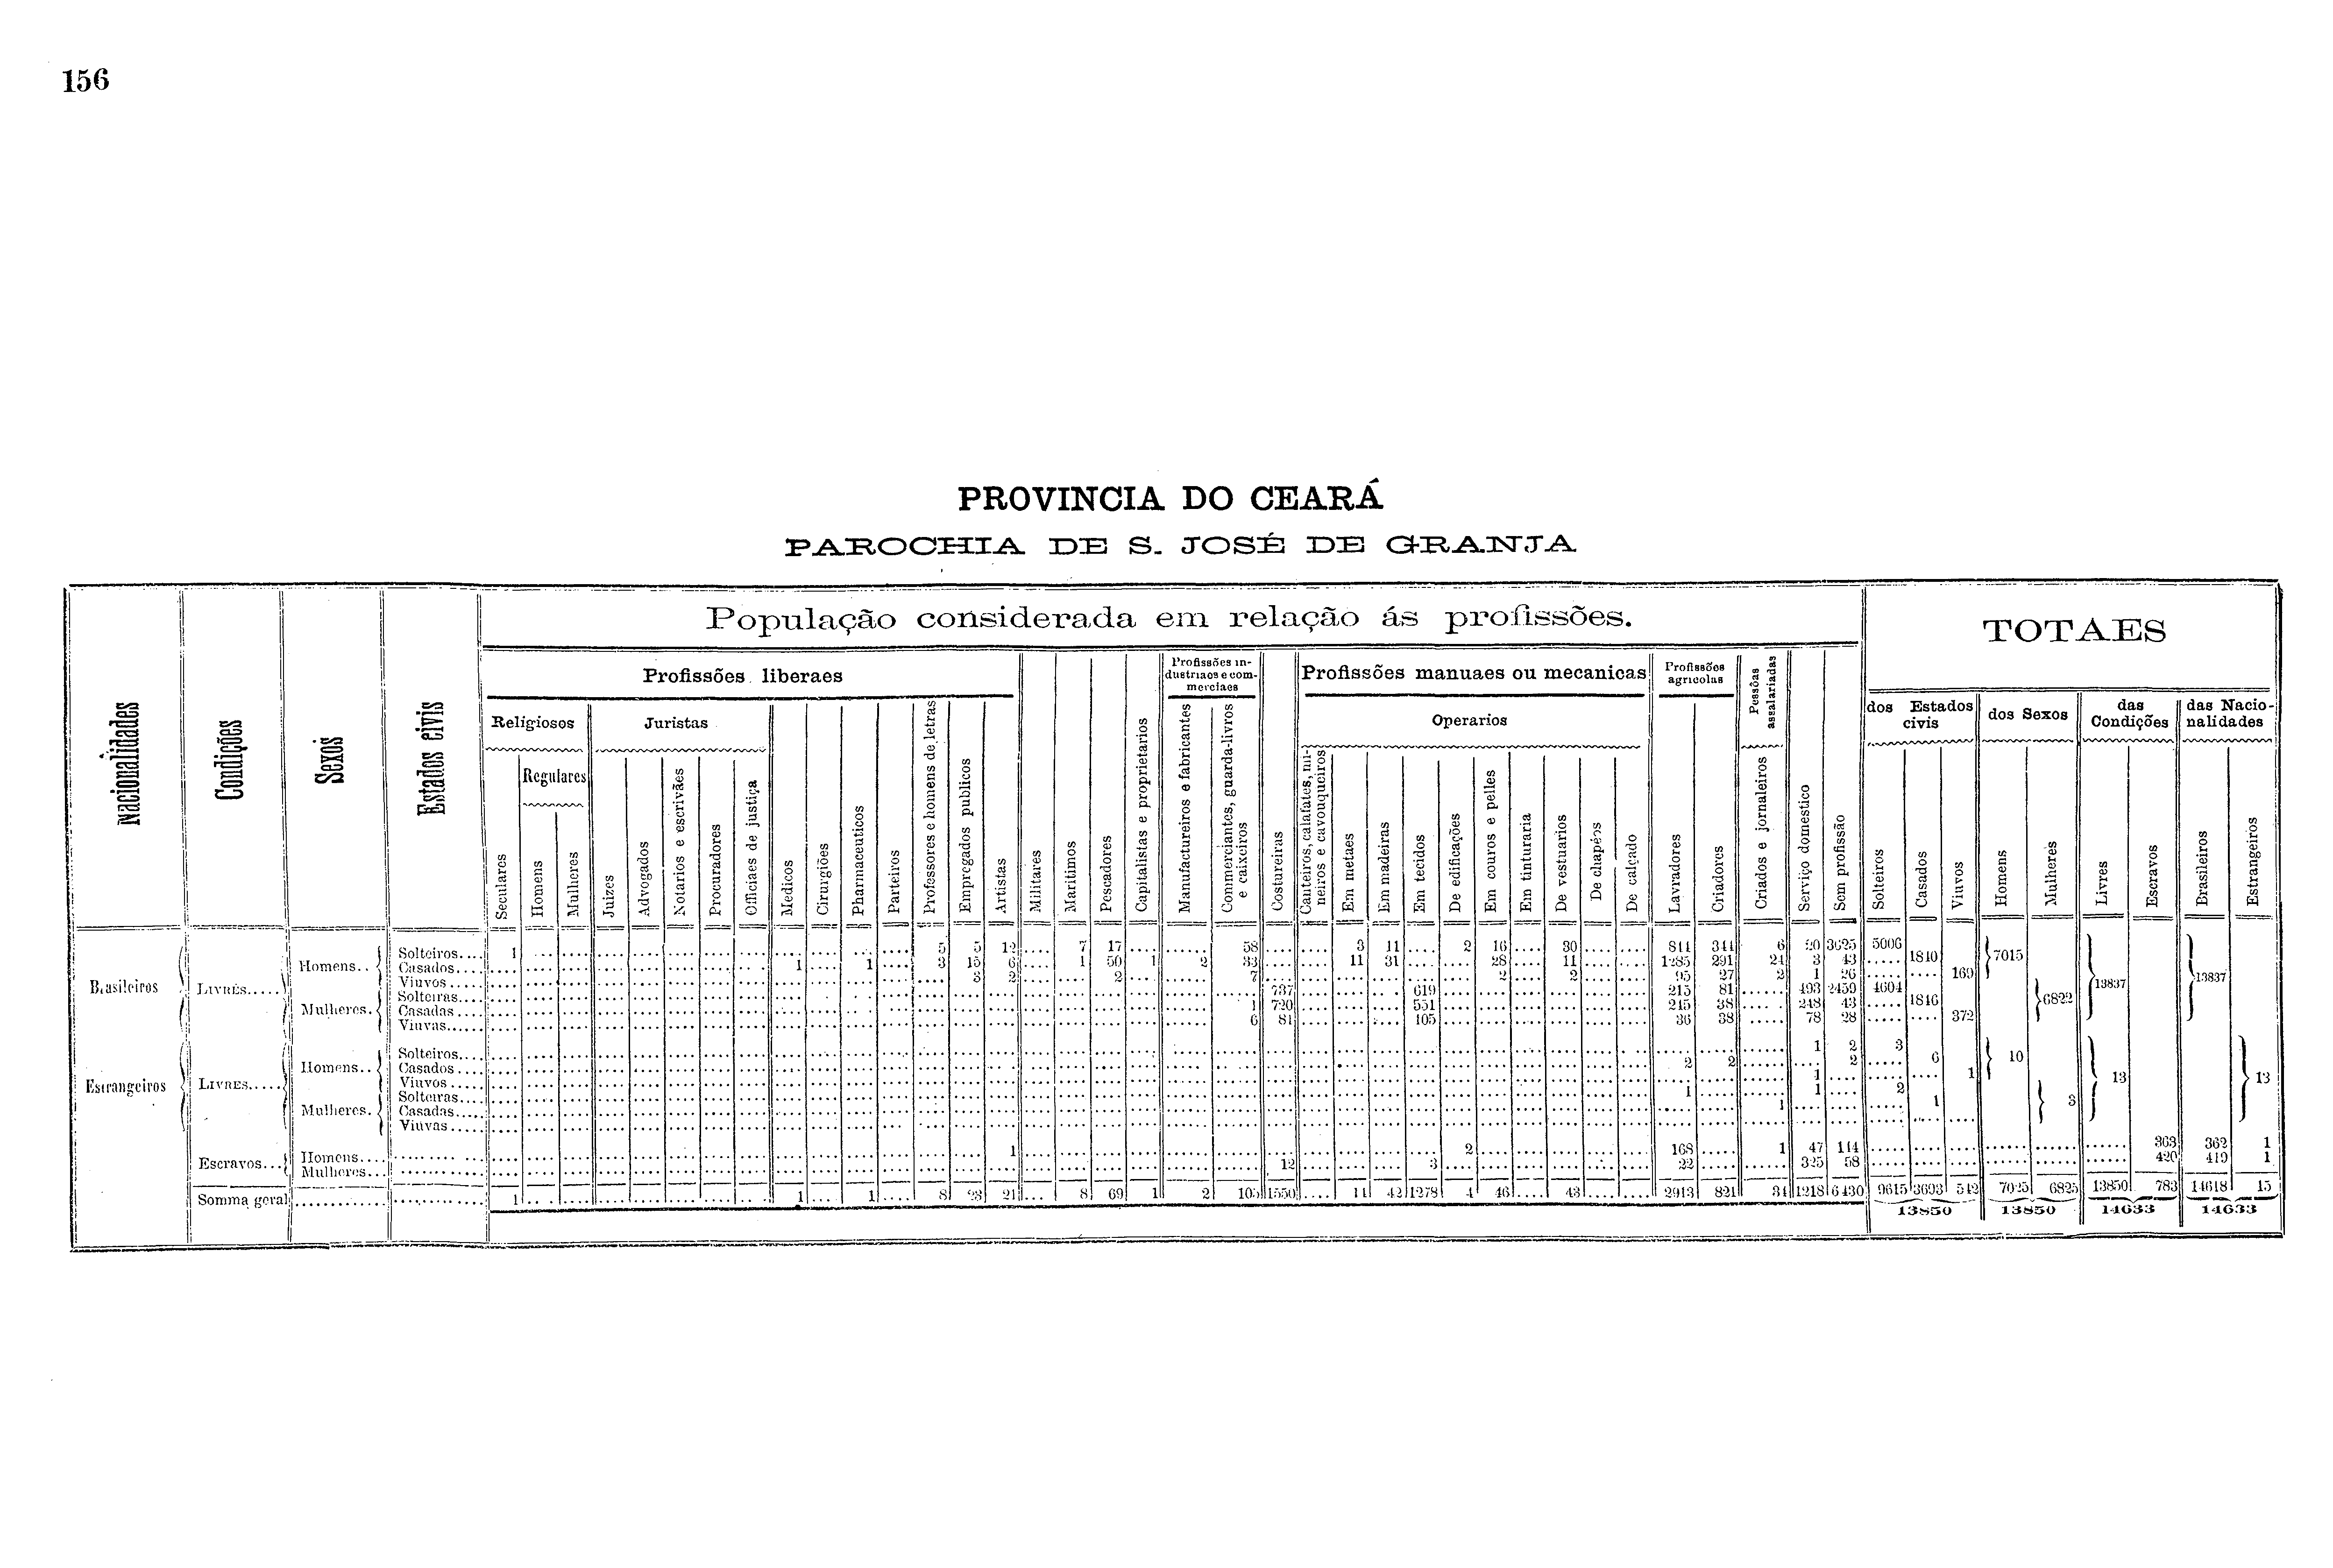 156
PROVINCIA DO CEARÁ
PAROCHIA DE S. JOSÉ DE GRANJA
Nacionalidades
Condições
Sexos
Estados civis
População considerada em relação ás profissões.
TOTAES
Profissões liberaes
Profissões industriaes e commerciaes
Profissões manuaes ou mecanicas
Profissões agricolas
Pessôas assalariadas
dos Estados civis
dos Sexos
das Condições
das Nacionalidades
Religiosos
Juristas
Operarios
Regulares
Seculares
Homens
Mulheres
Juizes
Advogados
Notarios e escrivães
Procuradores
Officiaes de justiça
Medicos
Cirurgiões
Pharmaceuticos
Parteiros
Professores e homens de letras
Empregados publicos
Artistas
Militares
Maritimos
Pescadores
Capitalistas e proprietarios
Manufactureiros e fabricantes
Commerciantes, guarda-livros e caixeiros
Costureiras
Canteiros, calafates, mineiros e cavouqueiros
Em metaes
Em madeiras
Em tecidos
De edificações
Em couros e pelles
Em tinturaria
De vestuarios
De chapéos
De calçado
Lavradores
Criadores
Criados e jornaleiros
Serviço domestico
Sem profissão
Solteiros
Casados
Viuvos
Homens
Mulheres
Livres
Escravos
Brasileiros
Estrangeiros
Brasileiros
LIVRES.....
Homens..
Solteiros.... 1 5 5 12 7 17 58 3 11 2 16 30 811 344 6 20 3625 5006
Casados.... 1 1 3 15 6 1 50 1 2 33 11 31 28 11 1285 291 24 3 43 1840 7015
Viuvos..... 3 2 2 7 2 2 95 27 2 1 26 169
Mulheres.
Solteiras.... 737 619 215 81 493 2459 4604 13837 13837
Casadas.... 1 720 551 245 38 248 43 1846 6822
Viuvas...... 6 81 105 36 38 78 28 372
Estrangeiros
LIVRES.....
Homens..
Solteiros.... 1 2 3
Casados.... 2 2 2 6 10
Viuvos..... 1 1
Mulheres.
Solteiras.... 1 1 2 13 13
Casadas..... 1 1 3
Viuvas.....
Escravos...
Homens.... 1 2 168 1 47 114 363 362 1
Mulheres... 12 3 22 325 58 420 419 1
Somma geral 1 1 1 8 23 21 8 69 1 2 105 1550 14 42 1278 4 46 43 2913 821 34 1218 6430 9615 3693 542 7025 6825 13850 783 14618 15
13850 13850 14633 14633